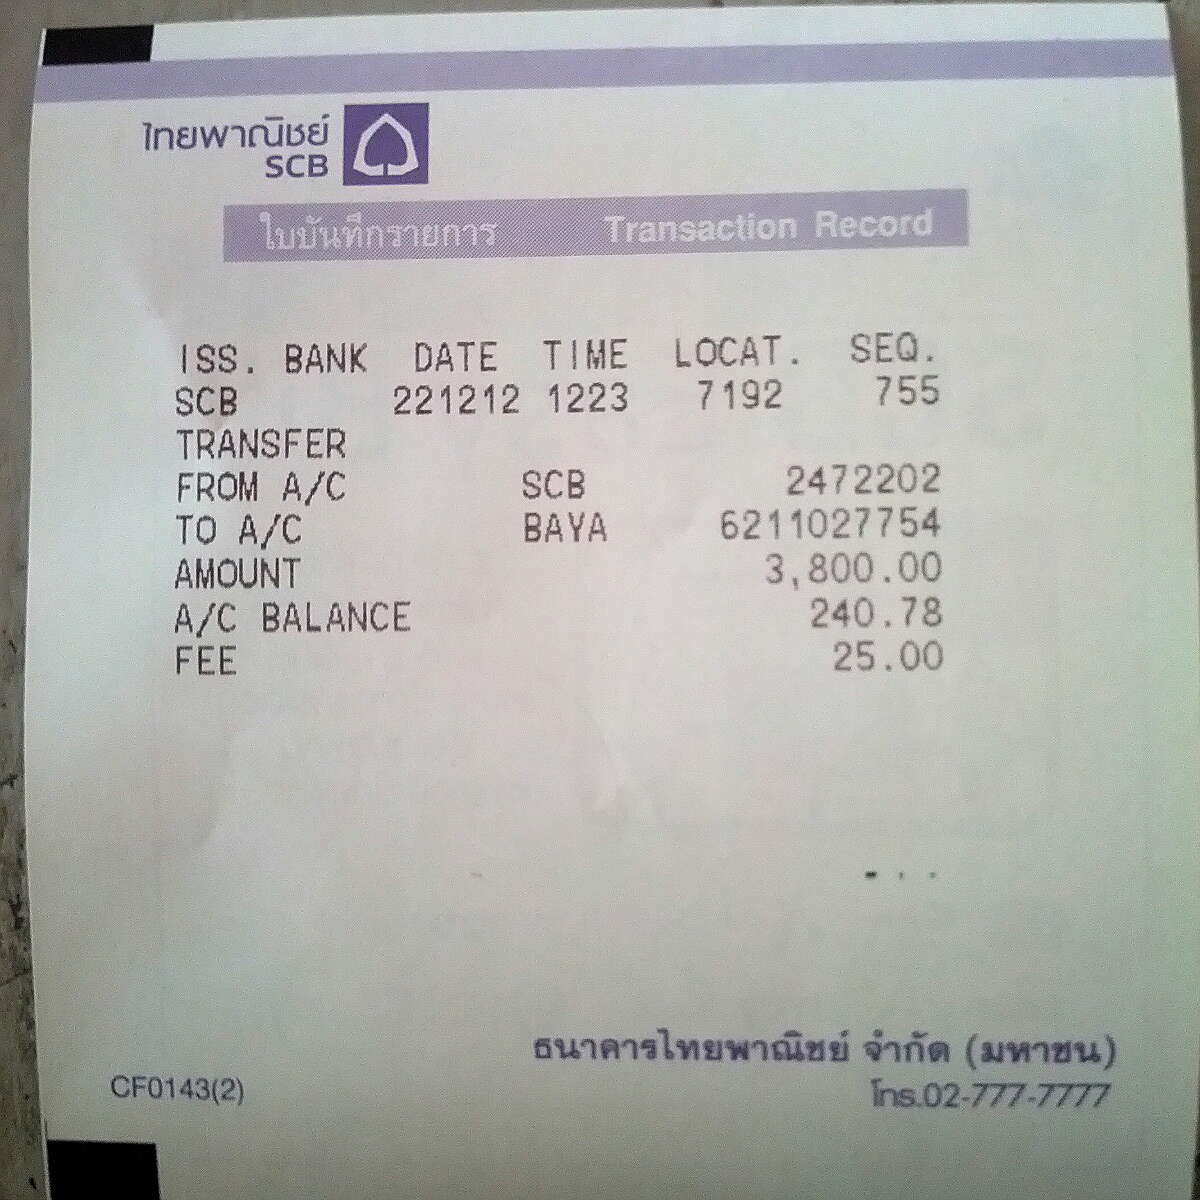 ไทยพาณิชย์
SCB
ใบบันทึกรายการ Transaction Record
ISS. BANK DATE TIME LOCAT. SEQ.
SCB 221212 1223 7192 755
TRANSFER
FROM A/C SCB 2472202
TO A/C BAYA 6211027754
AMOUNT 3,800.00
A/C BALANCE 240.78
FEE 25.00
ธนาคารไทยพาณิชย์ จำกัด (มหาชน)
CF0143(2) โทร.02-777-7777